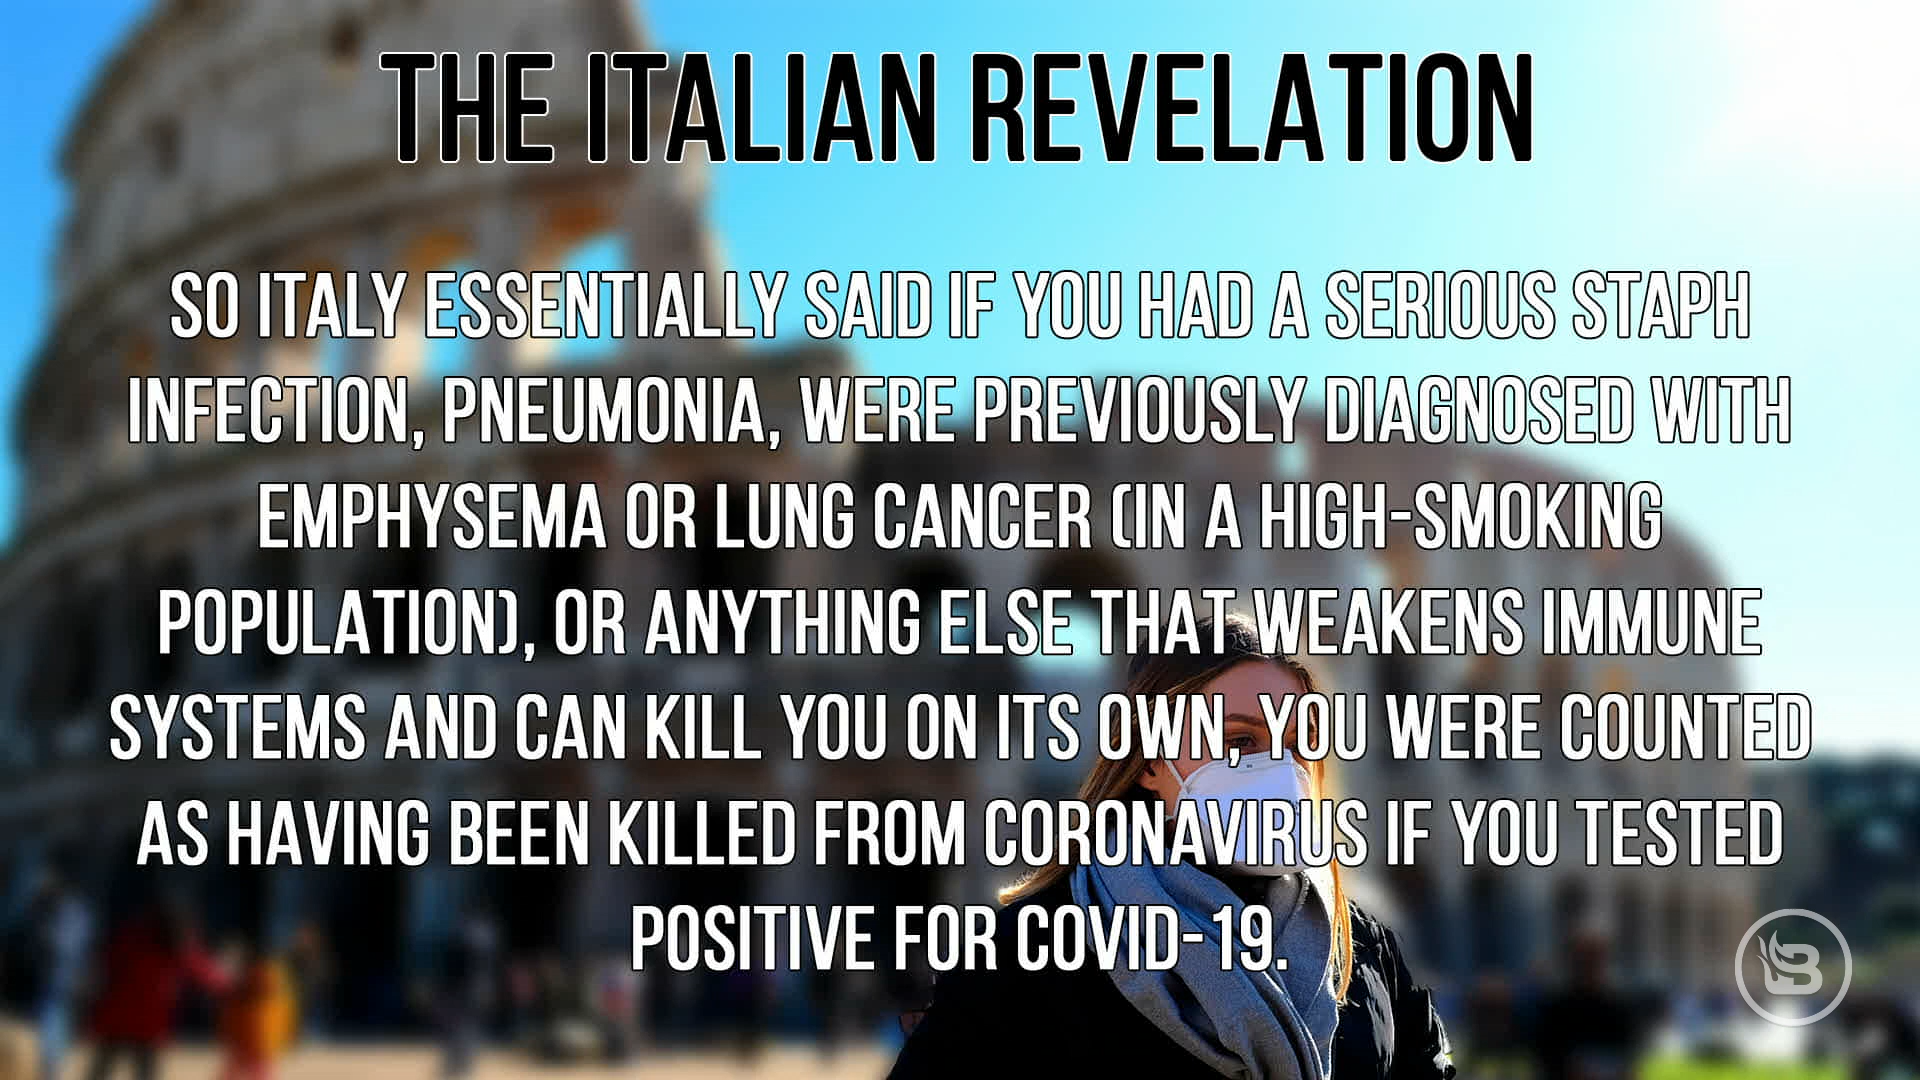 THE ITALIAN REVELATION
SO ITALY ESSENTIALLY SAID IF YOU HAD A SERIOUS STAPH
INFECTION, PNEUMONIA, WERE PREVIOUSLY DIAGNOSED WITH
EMPHYSEMA OR LUNG CANCER (IN A HIGH-SMOKING
POPULATION), OR ANYTHING ELSE THAT WEAKENS IMMUNE
SYSTEMS AND CAN KILL YOU ON ITS OWN, YOU WERE COUNTED
AS HAVING BEEN KILLED FROM CORONAVIRUS IF YOU TESTED
POSITIVE FOR COVID-19.
B